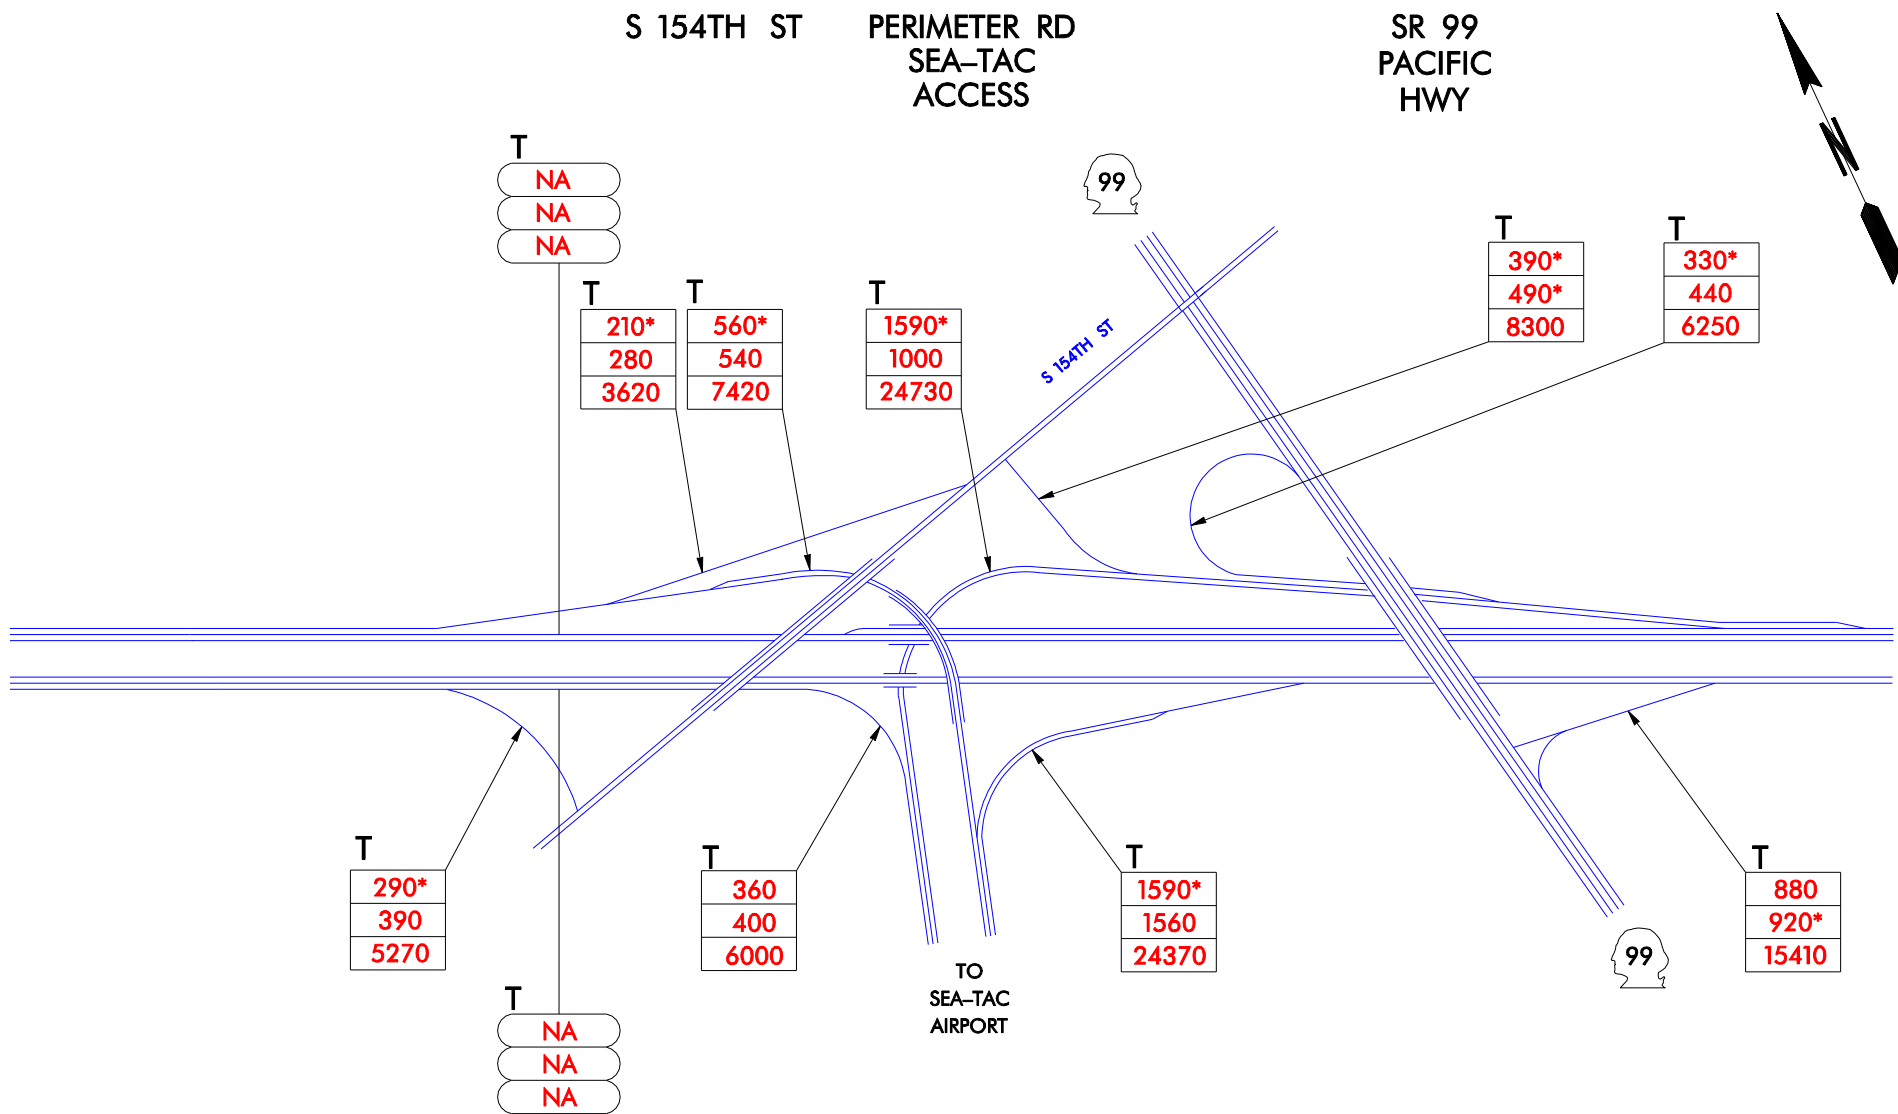 S 154TH ST
PERIMETER RD
SEA–TAC
ACCESS
SR 99
PACIFIC
HWY
N
T
NA
NA
NA
99
T
390*
490*
8300
T
330*
440
6250
T
210*
280
3620
T
560*
540
7420
T
1590*
1000
24730
S 154TH ST
T
290*
390
5270
T
360
400
6000
T
1590*
1560
24370
T
880
920*
15410
99
TO
SEA–TAC
AIRPORT
T
NA
NA
NA